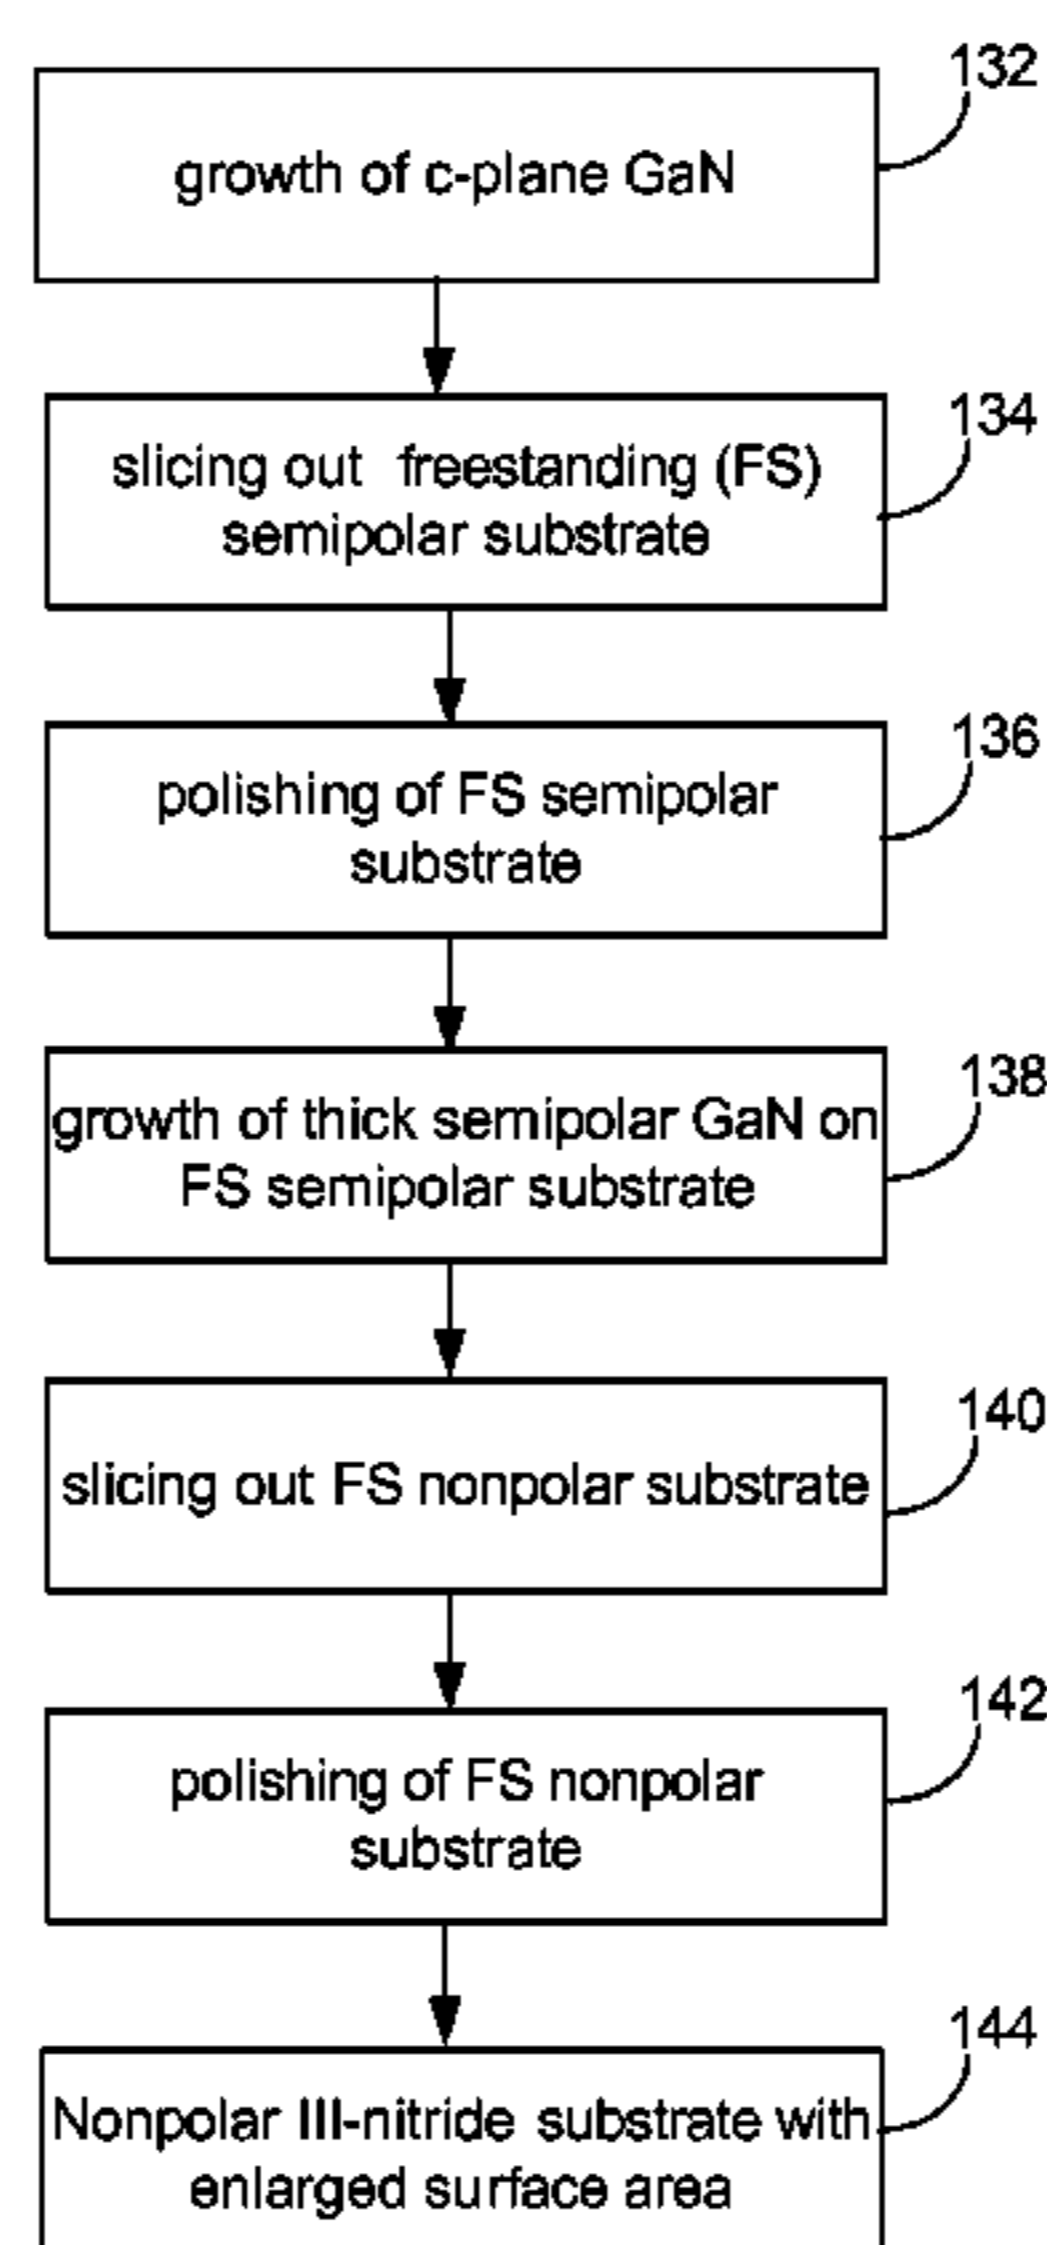 132
growth of c-plane GaN
134
slicing out freestanding (FS)
semipolar substrate
136
polishing of FS semipolar
substrate
138
growth of thick semipolar GaN on
FS semipolar substrate
140
slicing out FS nonpolar substrate
142
polishing of FS nonpolar
substrate
144
Nonpolar III-nitride substrate with
enlarged surface area